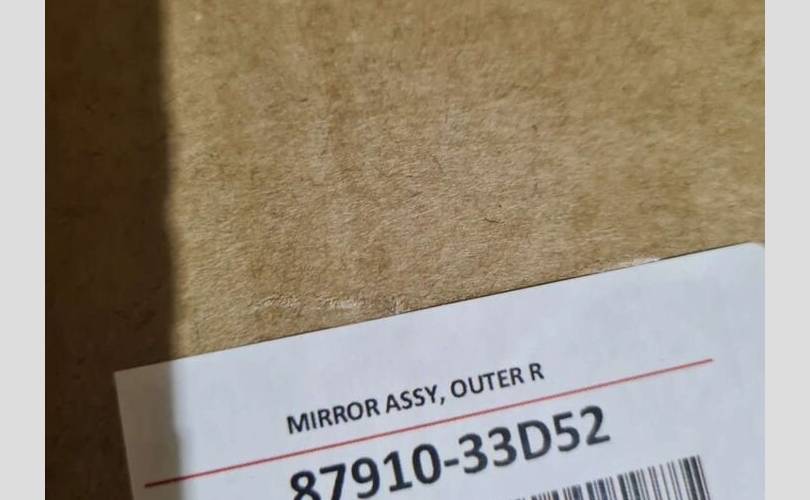 MIRROR ASSY, OUTER R
87910-33D52